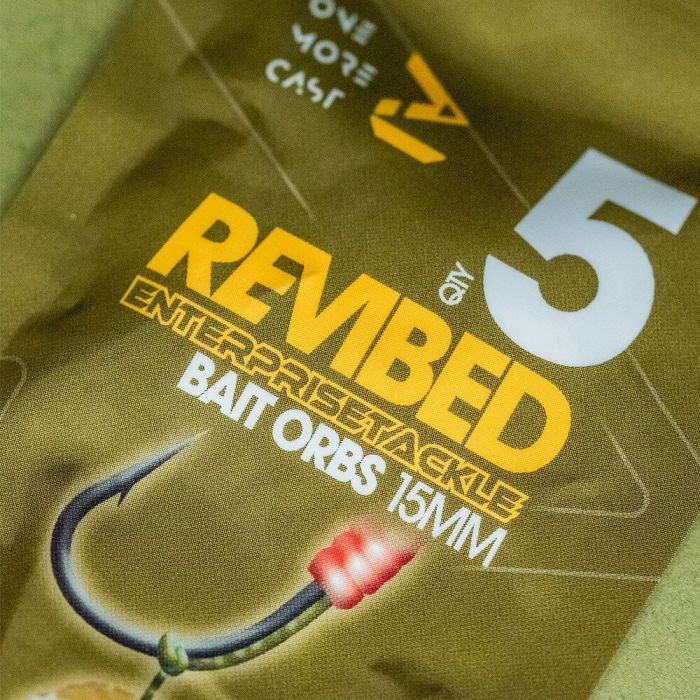 ONE
MORE
CAST
QTY 5
REVIBED
ENTERPRISETACKLE
BAIT ORBS 15MM